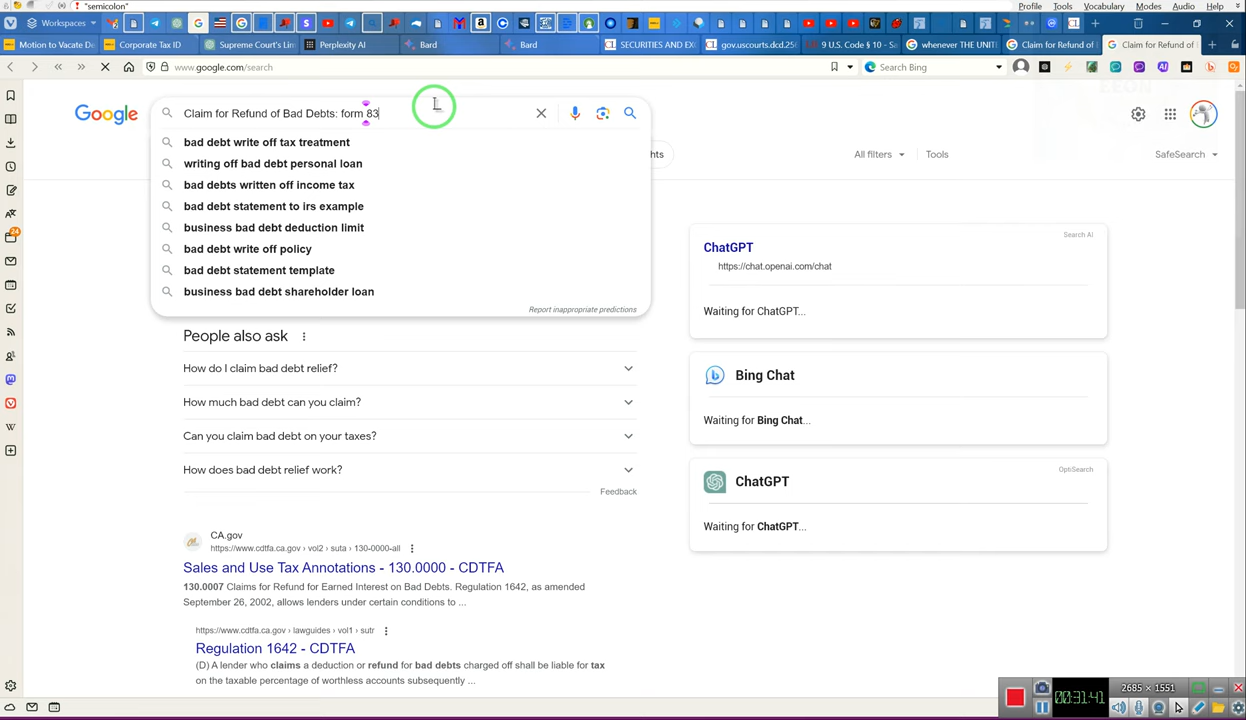 "semicolon"
Profile Tools Vocabulary Modes Author Help
Workspaces
Motion to Vacate D
Corporate Tax ID
Supreme Court's Lim
Perplexity AI
Bard
Bard
SECURITIES AND EX
gov.uscourts.dcd.256
9 U.S. Code § 10 - Sa
whenever THE UNIT
Claim for Refund of
Claim for Refund of
www.google.com/search
Search Bing
Google
Claim for Refund of Bad Debts: form 83
bad debt write off tax treatment
writing off bad debt personal loan
bad debts written off income tax
bad debt statement to irs example
business bad debt deduction limit
bad debt write off policy
bad debt statement template
business bad debt shareholder loan
Report inappropriate predictions
hts
All filters
Tools
SafeSearch
People also ask
How do I claim bad debt relief?
How much bad debt can you claim?
Can you claim bad debt on your taxes?
How does bad debt relief work?
Feedback
CA.gov
https://www.cdtfa.ca.gov › vol2 › suta › 130-0000-all
Sales and Use Tax Annotations - 130.0000 - CDTFA
130.0007 Claims for Refund for Earned Interest on Bad Debts. Regulation 1642, as amended
September 26, 2002, allows lenders under certain conditions to ...
https://www.cdtfa.ca.gov › lawguides › vol1 › sutr
Regulation 1642 - CDTFA
(D) A lender who claims a deduction or refund for bad debts charged off shall be liable for tax
on the taxable percentage of worthless accounts subsequently ...
Search AI
ChatGPT
https://chat.openai.com/chat
Waiting for ChatGPT...
Bing Chat
Waiting for Bing Chat...
OptiSearch
ChatGPT
Waiting for ChatGPT...
2685 × 1551
00:31:41